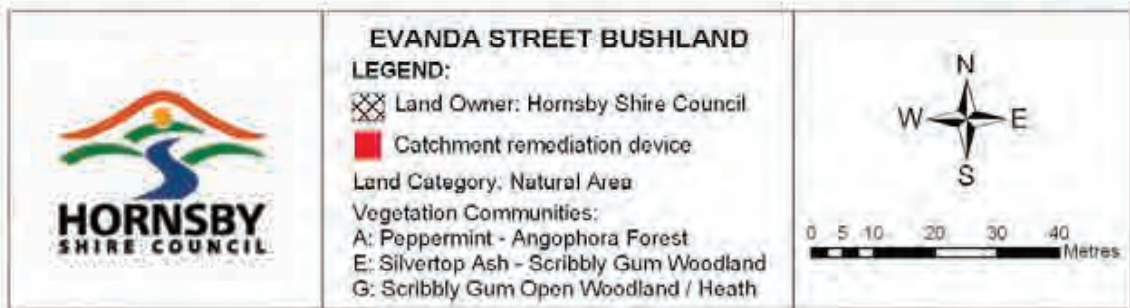 HORNSBY
SHIRE COUNCIL
EVANDA STREET BUSHLAND
LEGEND:
Land Owner: Hornsby Shire Council
Catchment remediation device
Land Category: Natural Area
Vegetation Communities:
A: Peppermint - Angophora Forest
E: Silvertop Ash - Scribbly Gum Woodland
G: Scribbly Gum Open Woodland / Heath
N
W E
S
0 5 10 20 30 40
Metres